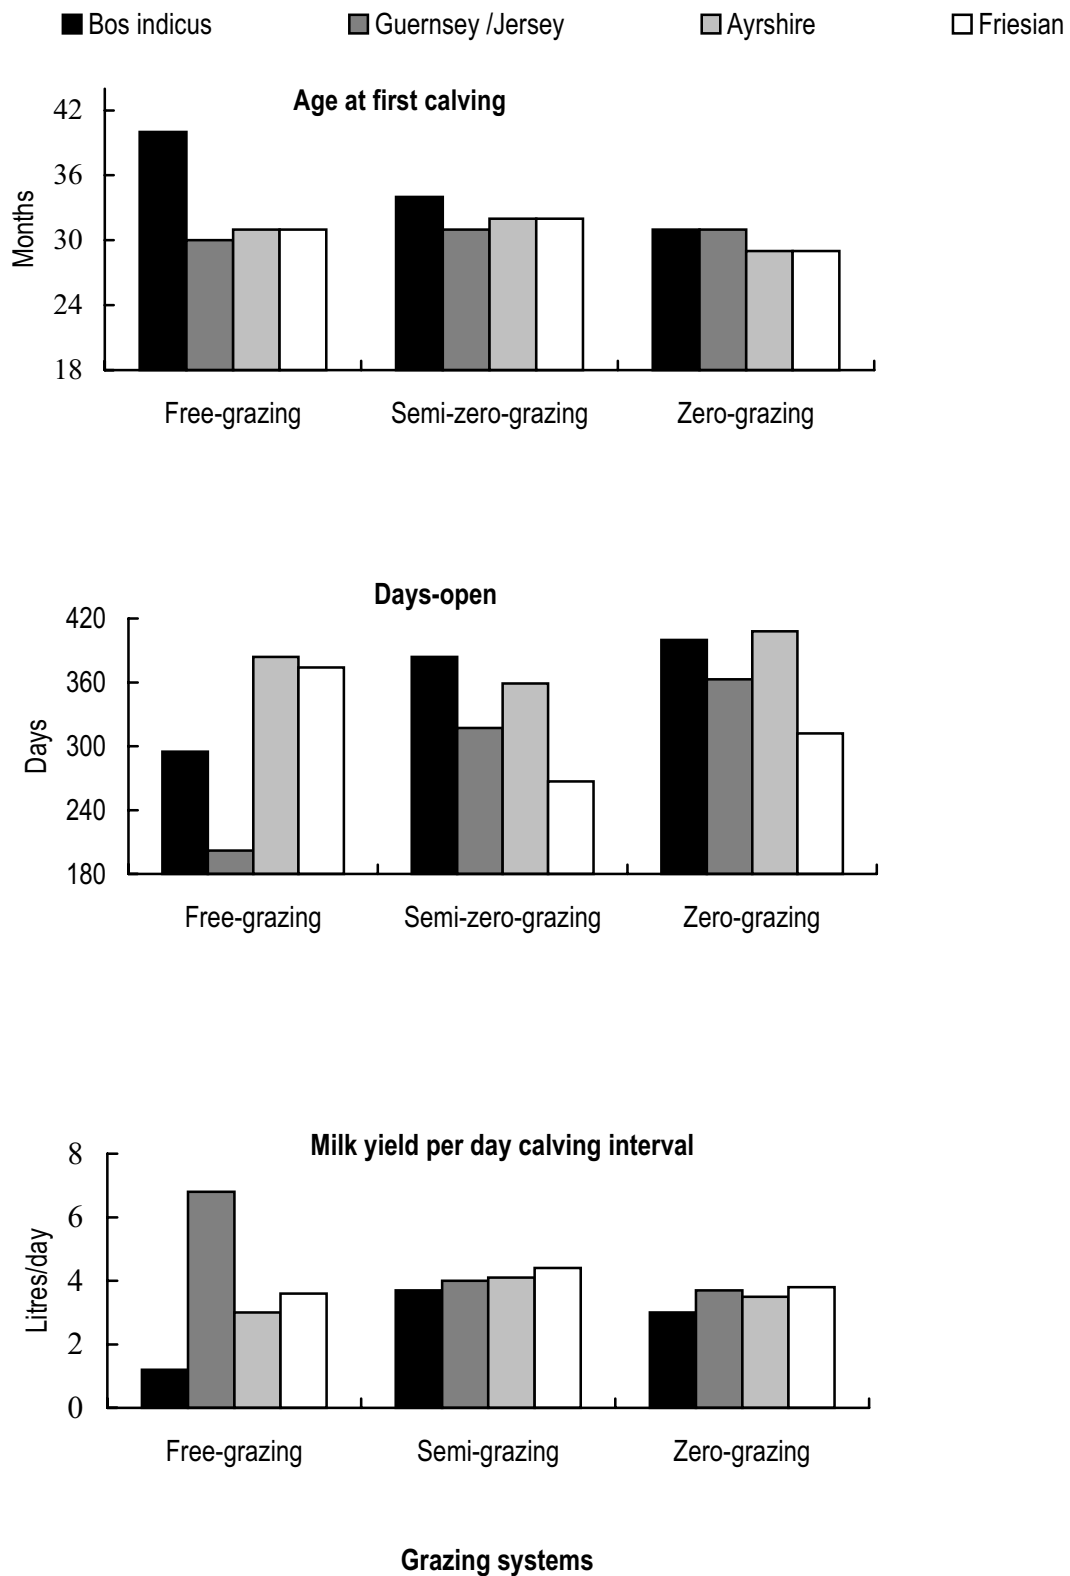 Bos indicus Guernsey /Jersey Ayrshire Friesian
Age at first calving
42
36
30
24
18
Months
Free-grazing Semi-zero-grazing Zero-grazing
Days-open
420
360
300
240
180
Days
Free-grazing Semi-zero-grazing Zero-grazing
Milk yield per day calving interval
8
6
4
2
0
Litres/day
Free-grazing Semi-grazing Zero-grazing
Grazing systems